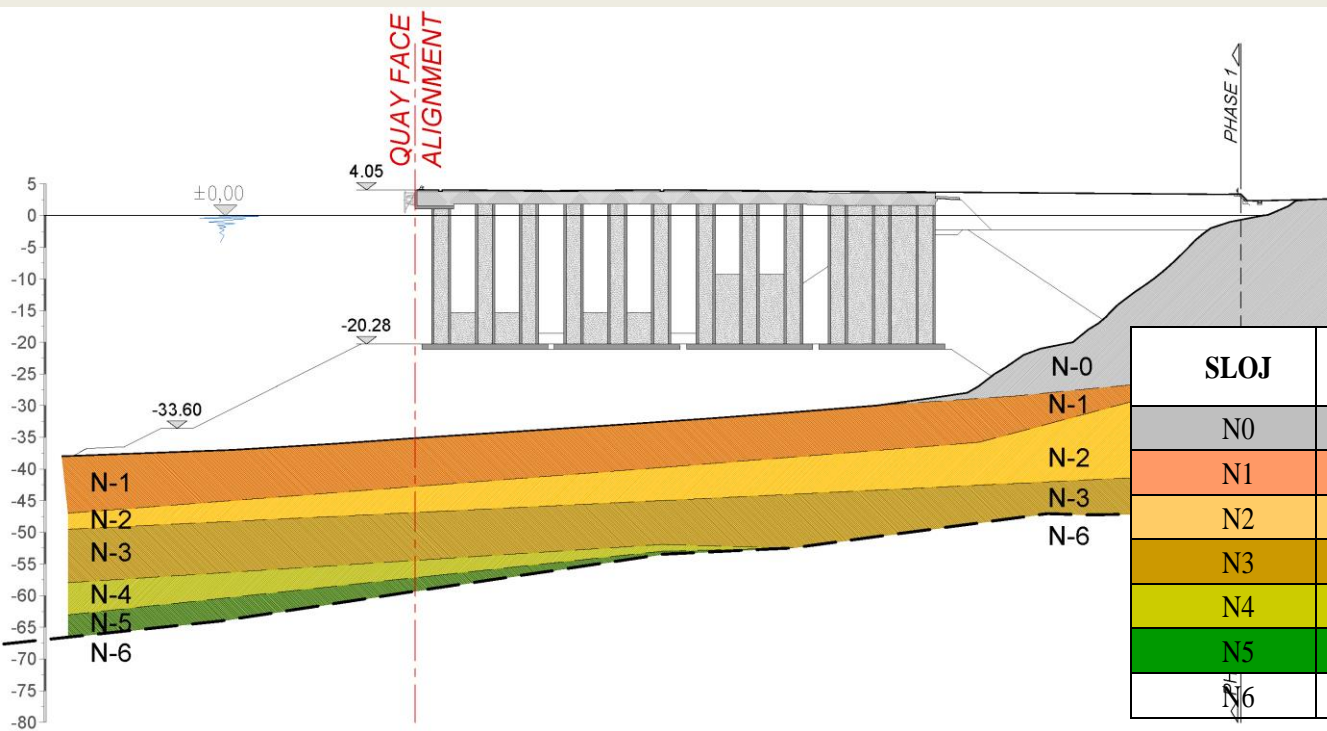 QUAY FACE
ALIGNMENT
PHASE 1
4.05
±0,00
5
0
-5
-10
-15
-20
-25
-30
-35
-40
-45
-50
-55
-60
-65
-70
-75
-80
-20.28
-33.60
N-0
N-1
N-2
N-3
N-6
N-1
N-2
N-3
N-4
N-5
N-6
SLOJ
N0
N1
N2
N3
N4
N5
N6
PH